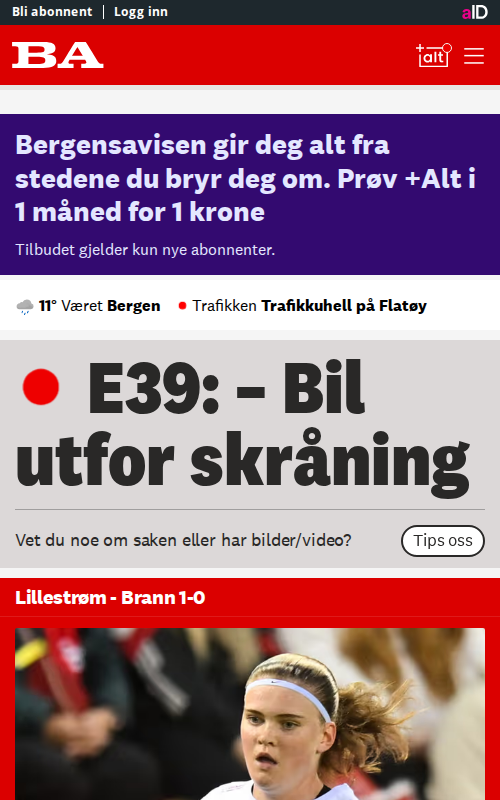 Bli abonnent | Logg inn
aID
BA
+alt
Bergensavisen gir deg alt fra
stedene du bryr deg om. Prøv +Alt i
1 måned for 1 krone
Tilbudet gjelder kun nye abonnenter.
11° Været Bergen Trafikken Trafikkuhell på Flatøy
E39: – Bil
utfor skråning
Vet du noe om saken eller har bilder/video? Tips oss
Lillestrøm - Brann 1-0